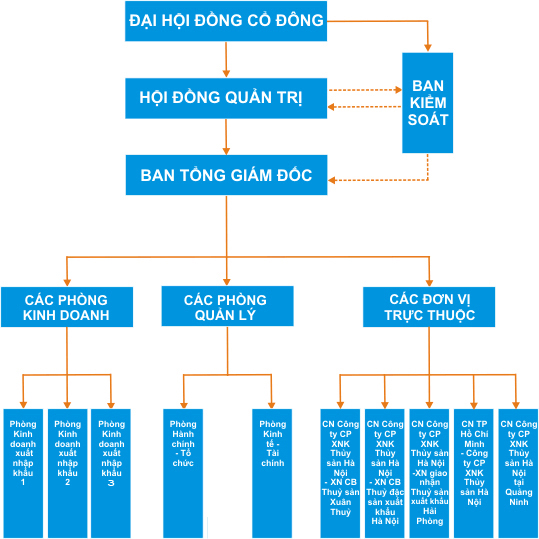 ĐẠI HỘI ĐỒNG CỔ ĐÔNG
HỘI ĐỒNG QUẢN TRỊ
BAN
KIỂM
SOÁT
BAN TỔNG GIÁM ĐỐC
CÁC PHÒNG
KINH DOANH
CÁC PHÒNG
QUẢN LÝ
CÁC ĐƠN VỊ
TRỰC THUỘC
Phòng
Kinh
doanh
xuất
nhập
khẩu
1
Phòng
Kinh
doanh
xuất
nhập
khẩu
2
Phòng
Kinh
doanh
xuất
nhập
khẩu
3
Phòng
Hành
chính
- Tổ
chức
Phòng
Kinh
tế -
Tài
chính
CN Công
ty CP
XNK
Thủy
sản Hà
Nội
- XN CB
Thuỷ sản
Xuân
Thuỷ
CN Công
ty CP
XNK
Thủy
sản Hà
Nội
- XN CB
Thuỷ đặc
sản xuất
khẩu
Hà Nội
CN Công
ty CP
XNK
Thủy
sản Hà
Nội
-XN giao
nhận
Thuỷ sản
xuất khẩu
Hải
Phòng
CN TP
Hồ Chí
Minh
- Công
ty CP
XNK
Thủy
sản Hà
Nội
CN Công
ty CP
XNK
Thủy
sản Hà
Nội
tại
Quảng
Ninh